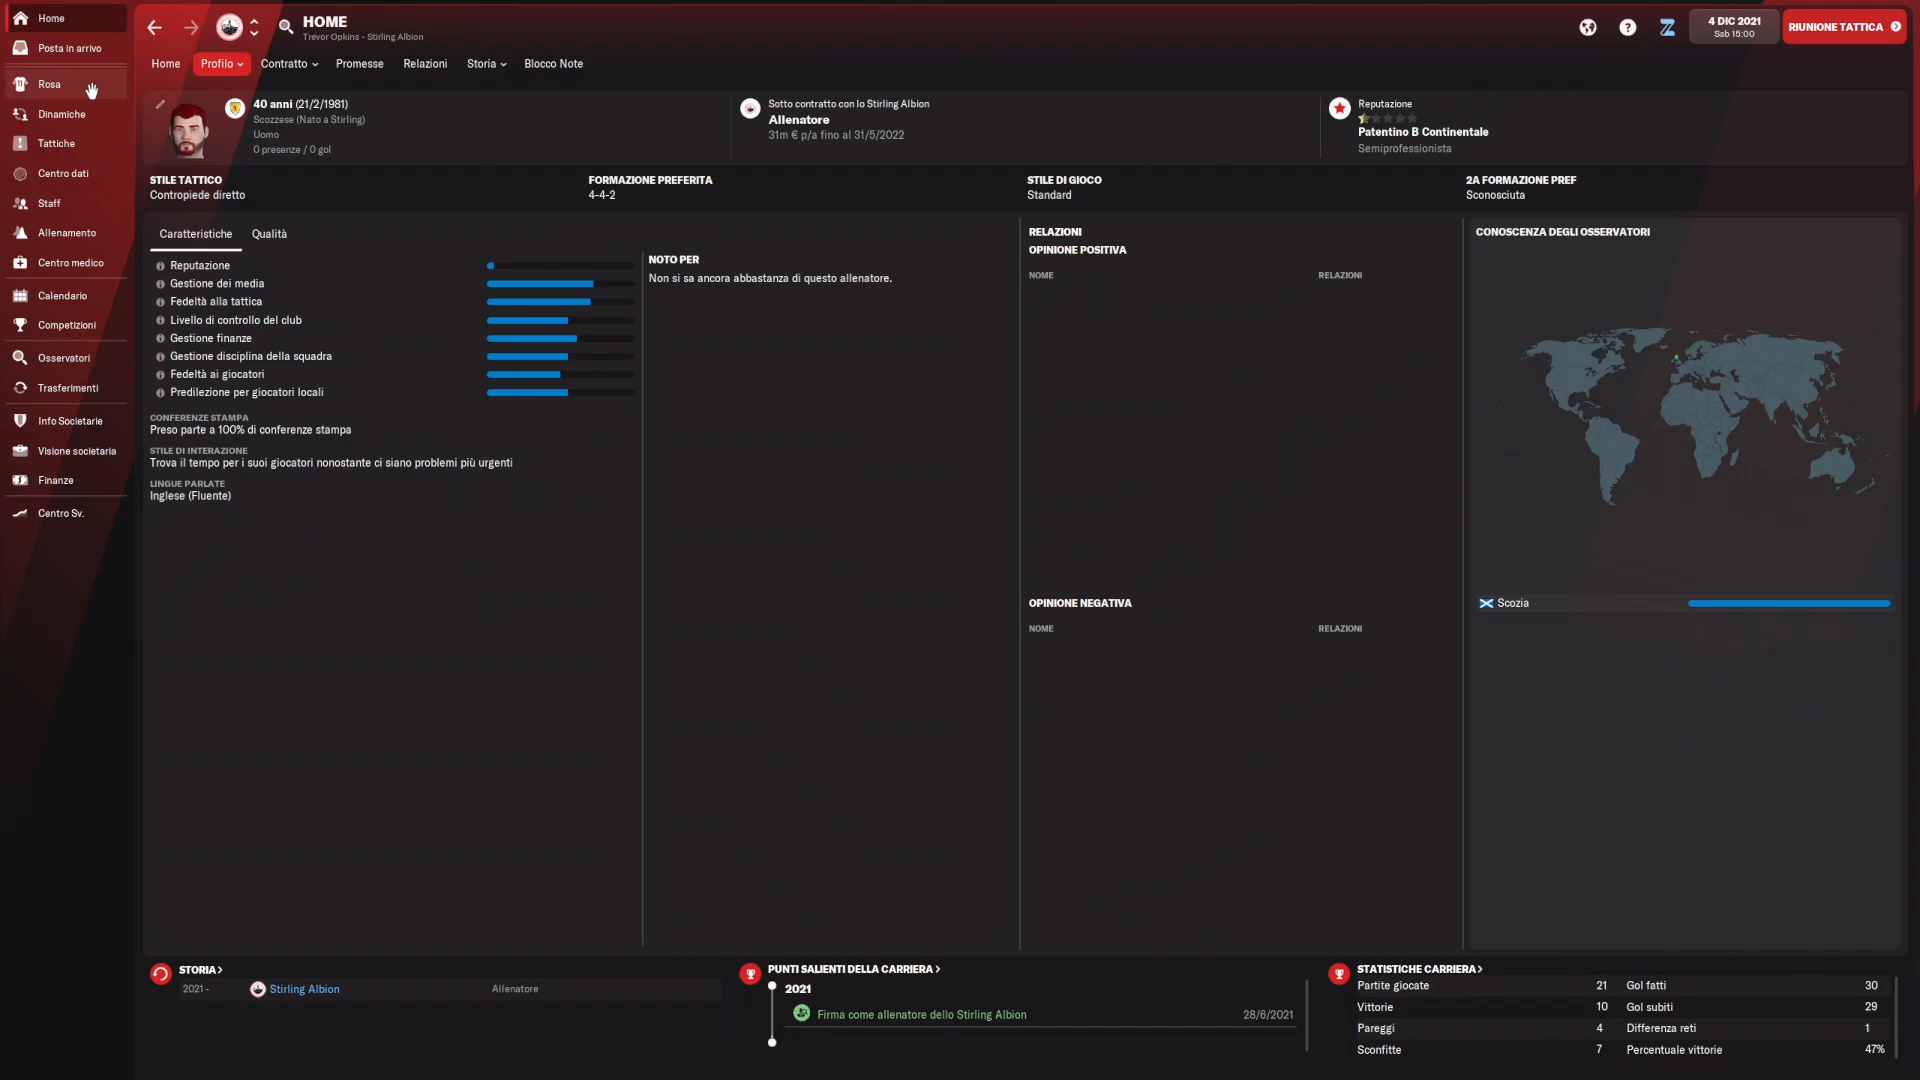 Home
Posta in arrivo
Rosa
Dinamiche
Tattiche
Centro dati
Staff
Allenamento
Centro medico
Calendario
Competizioni
Osservatori
Trasferimenti
Info Societarie
Visione societaria
Finanze
Centro Sv.
HOME
Trevor Opkins - Stirling Albion
4 DIC 2021
Sab 15:00
RIUNIONE TATTICA
Home Profilo Contratto Promesse Relazioni Storia Blocco Note
40 anni (21/2/1981)
Scozzese (Nato a Stirling)
Uomo
0 presenze / 0 gol
Sotto contratto con lo Stirling Albion
Allenatore
31m € p/a fino al 31/5/2022
Reputazione
Patentino B Continentale
Semiprofessionista
STILE TATTICO
Contropiede diretto
FORMAZIONE PREFERITA
4-4-2
STILE DI GIOCO
Standard
2A FORMAZIONE PREF
Sconosciuta
Caratteristiche Qualità
Reputazione
Gestione dei media
Fedeltà alla tattica
Livello di controllo del club
Gestione finanze
Gestione disciplina della squadra
Fedeltà ai giocatori
Predilezione per giocatori locali
CONFERENZE STAMPA
Preso parte a 100% di conferenze stampa
STILE DI INTERAZIONE
Trova il tempo per i suoi giocatori nonostante ci siano problemi più urgenti
LINGUE PARLATE
Inglese (Fluente)
NOTO PER
Non si sa ancora abbastanza di questo allenatore.
RELAZIONI
OPINIONE POSITIVA
NOME RELAZIONI
OPINIONE NEGATIVA
NOME RELAZIONI
CONOSCENZA DEGLI OSSERVATORI
Scozia
STORIA
2021 - Stirling Albion Allenatore
PUNTI SALIENTI DELLA CARRIERA
2021
Firma come allenatore dello Stirling Albion 28/6/2021
STATISTICHE CARRIERA
Partite giocate 21 Gol fatti 30
Vittorie 10 Gol subiti 29
Pareggi 4 Differenza reti 1
Sconfitte 7 Percentuale vittorie 47%